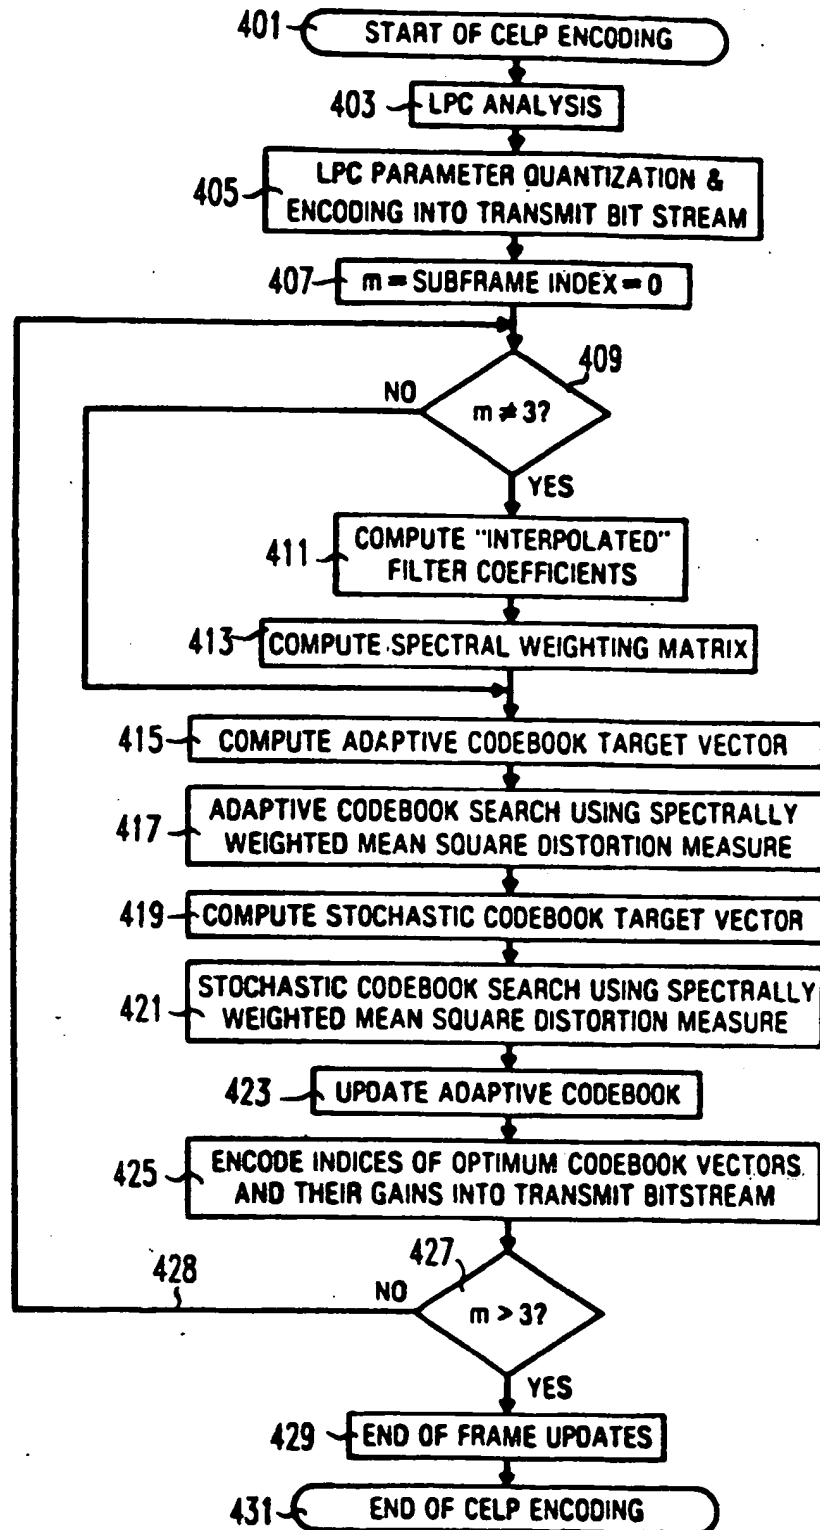 401 START OF CELP ENCODING
403 LPC ANALYSIS
405 LPC PARAMETER QUANTIZATION &
ENCODING INTO TRANSMIT BIT STREAM
407 m = SUBFRAME INDEX = 0
409
NO
m ≠ 3?
YES
411 COMPUTE "INTERPOLATED"
FILTER COEFFICIENTS
413 COMPUTE SPECTRAL WEIGHTING MATRIX
415 COMPUTE ADAPTIVE CODEBOOK TARGET VECTOR
417 ADAPTIVE CODEBOOK SEARCH USING SPECTRALLY
WEIGHTED MEAN SQUARE DISTORTION MEASURE
419 COMPUTE STOCHASTIC CODEBOOK TARGET VECTOR
421 STOCHASTIC CODEBOOK SEARCH USING SPECTRALLY
WEIGHTED MEAN SQUARE DISTORTION MEASURE
423 UPDATE ADAPTIVE CODEBOOK
425 ENCODE INDICES OF OPTIMUM CODEBOOK VECTORS
AND THEIR GAINS INTO TRANSMIT BITSTREAM
427
428
NO
m > 3?
YES
429 END OF FRAME UPDATES
431 END OF CELP ENCODING